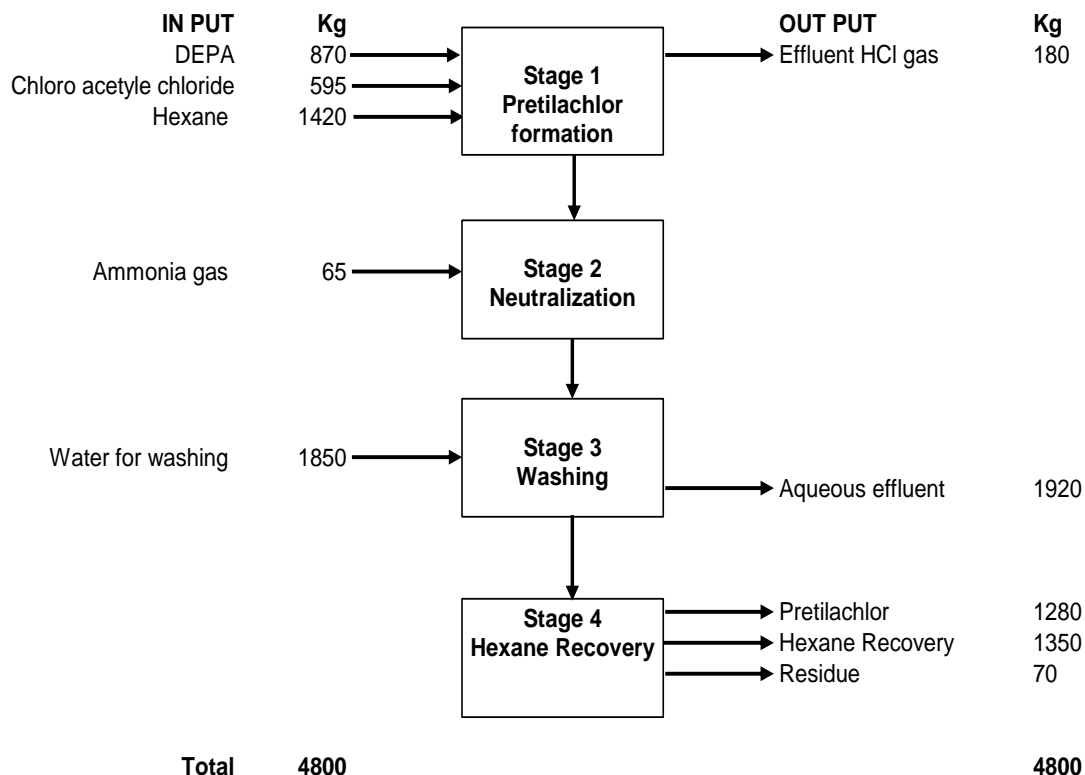 IN PUT Kg OUT PUT Kg
DEPA 870 Effluent HCl gas 180
Chloro acetyle chloride 595
Hexane 1420
Stage 1
Pretilachlor
formation
Ammonia gas 65
Stage 2
Neutralization
Water for washing 1850
Stage 3
Washing
Aqueous effluent 1920
Stage 4
Hexane Recovery
Pretilachlor 1280
Hexane Recovery 1350
Residue 70
Total 4800 4800